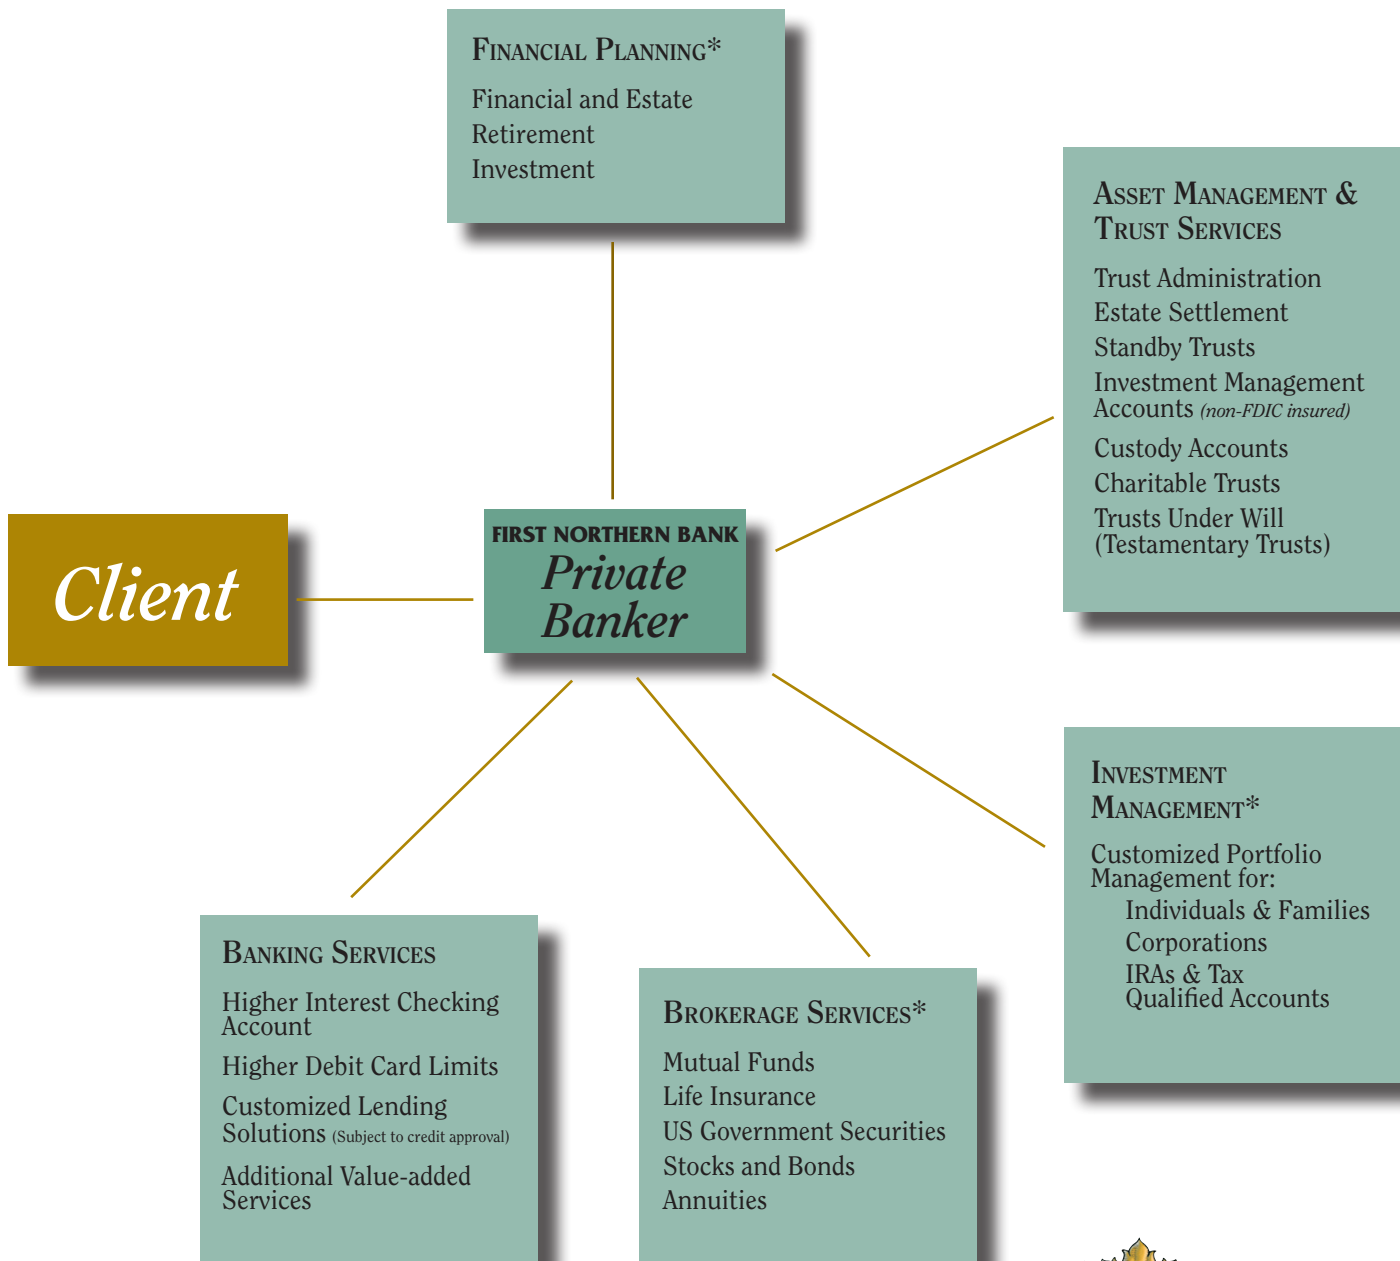 Financial Planning*
Financial and Estate
Retirement
Investment
Asset Management &
Trust Services
Trust Administration
Estate Settlement
Standby Trusts
Investment Management
Accounts (non-FDIC insured)
Custody Accounts
Charitable Trusts
Trusts Under Will
(Testamentary Trusts)
Client
FIRST NORTHERN BANK
Private
Banker
Investment
Management*
Customized Portfolio
Management for:
Individuals & Families
Corporations
IRAs & Tax
Qualified Accounts
Banking Services
Higher Interest Checking
Account
Higher Debit Card Limits
Customized Lending
Solutions (Subject to credit approval)
Additional Value-added
Services
Brokerage Services*
Mutual Funds
Life Insurance
US Government Securities
Stocks and Bonds
Annuities